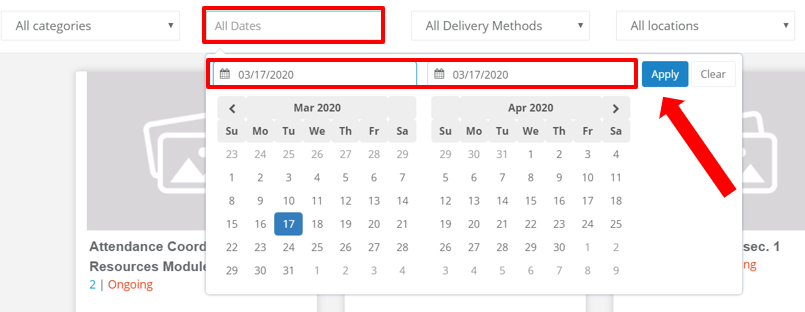 All categories All Dates All Delivery Methods All locations
03/17/2020 03/17/2020 Apply Clear
Mar 2020 Apr 2020
Su Mo Tu We Th Fr Sa Su Mo Tu We Th Fr Sa
23 24 25 26 27 28 29 29 30 31 1 2 3 4
1 2 3 4 5 6 7 5 6 7 8 9 10 11
8 9 10 11 12 13 14 12 13 14 15 16 17 18
15 16 17 18 19 20 21 19 20 21 22 23 24 25
22 23 24 25 26 27 28 26 27 28 29 30 1 2
29 30 31 1 2 3 4 3 4 5 6 7 8 9
Attendance Coord sec. 1
Resources Module ng
2 | Ongoing